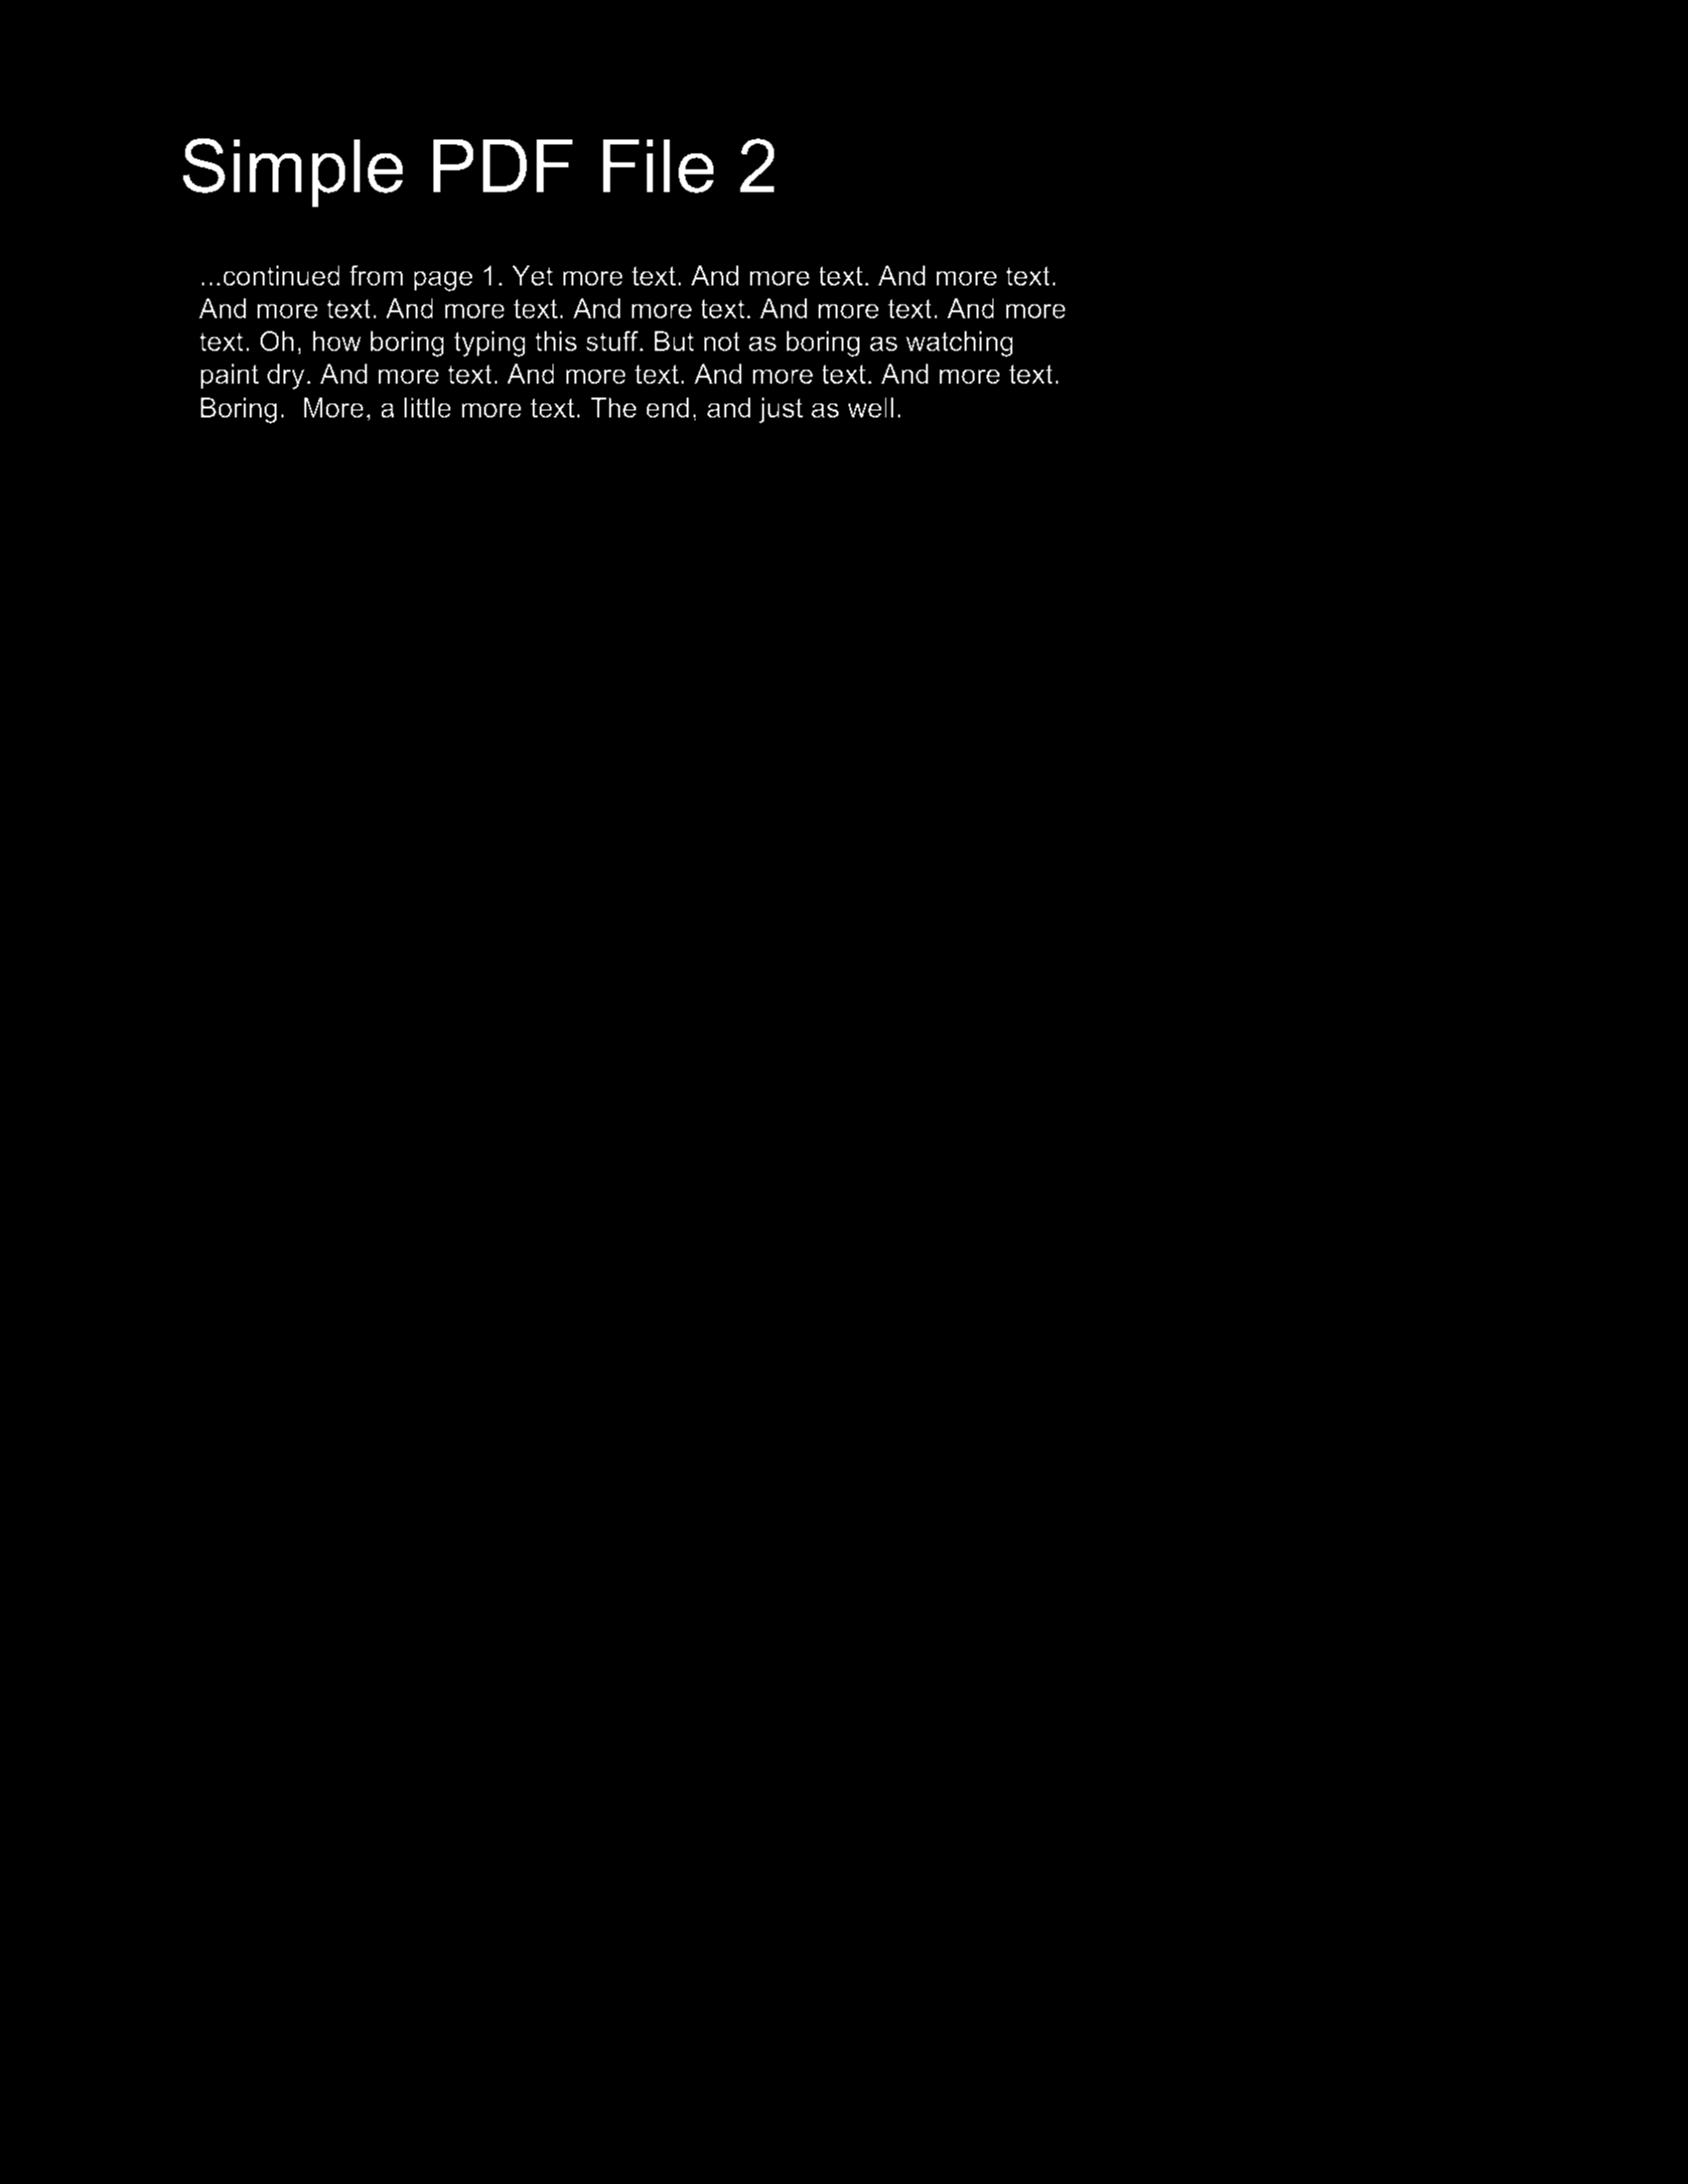 Simple PDF File 2
...continued from page 1. Yet more text. And more text. And more text.
And more text. And more text. And more text. And more text. And more
text. Oh, how boring typing this stuff. But not as boring as watching
paint dry. And more text. And more text. And more text. And more text.
Boring.  More, a little more text. The end, and just as well.